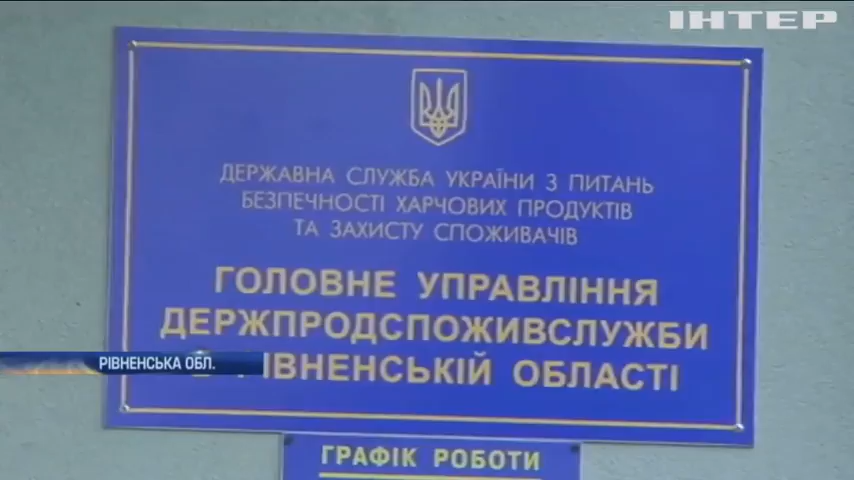 ІНТЕР
ДЕРЖАВНА СЛУЖБА УКРАЇНИ З ПИТАНЬ
БЕЗПЕЧНОСТІ ХАРЧОВИХ ПРОДУКТІВ
ТА ЗАХИСТУ СПОЖИВАЧІВ
ГОЛОВНЕ УПРАВЛІННЯ
ДЕРЖПРОДСПОЖИВСЛУЖБИ
РІВНЕНСЬКІЙ ОБЛАСТІ
РІВНЕНСЬКА ОБЛ.
ГРАФІК РОБОТИ